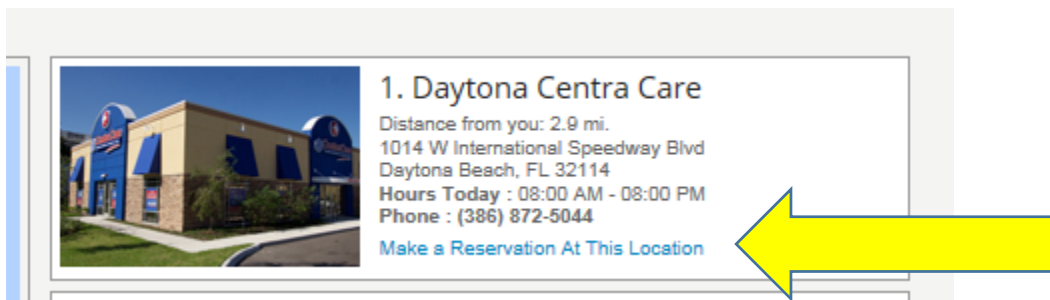 1. Daytona Centra Care
Distance from you: 2.9 mi.
1014 W International Speedway Blvd
Daytona Beach, FL 32114
Hours Today : 08:00 AM - 08:00 PM
Phone : (386) 872-5044
Make a Reservation At This Location